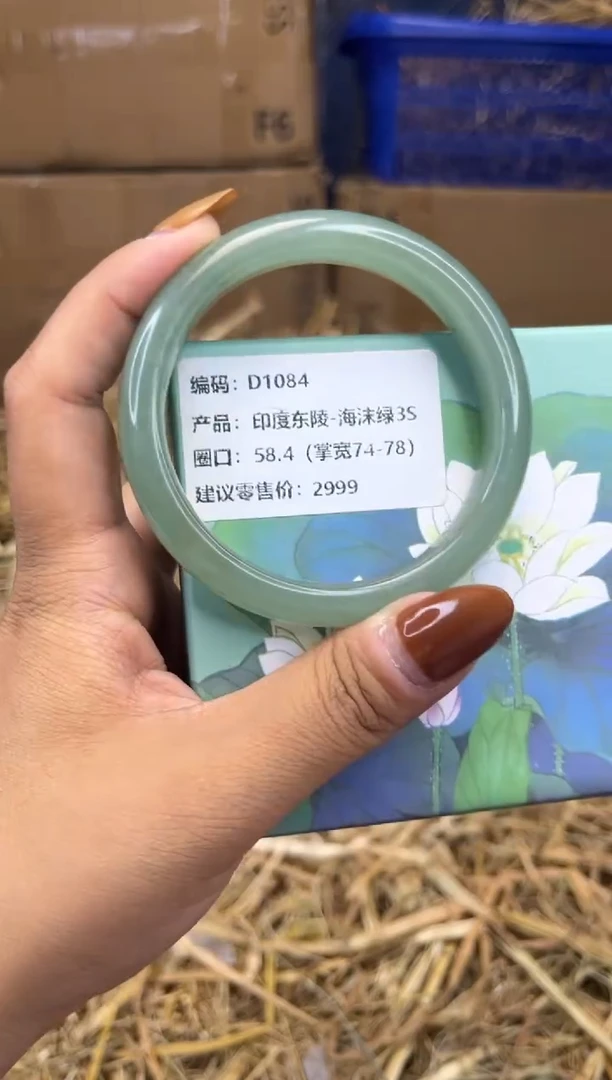 F6
编码：D1084
产品：印度东陵-海沫绿3S
圈口：58.4（掌宽74-78）
建议零售价：2999